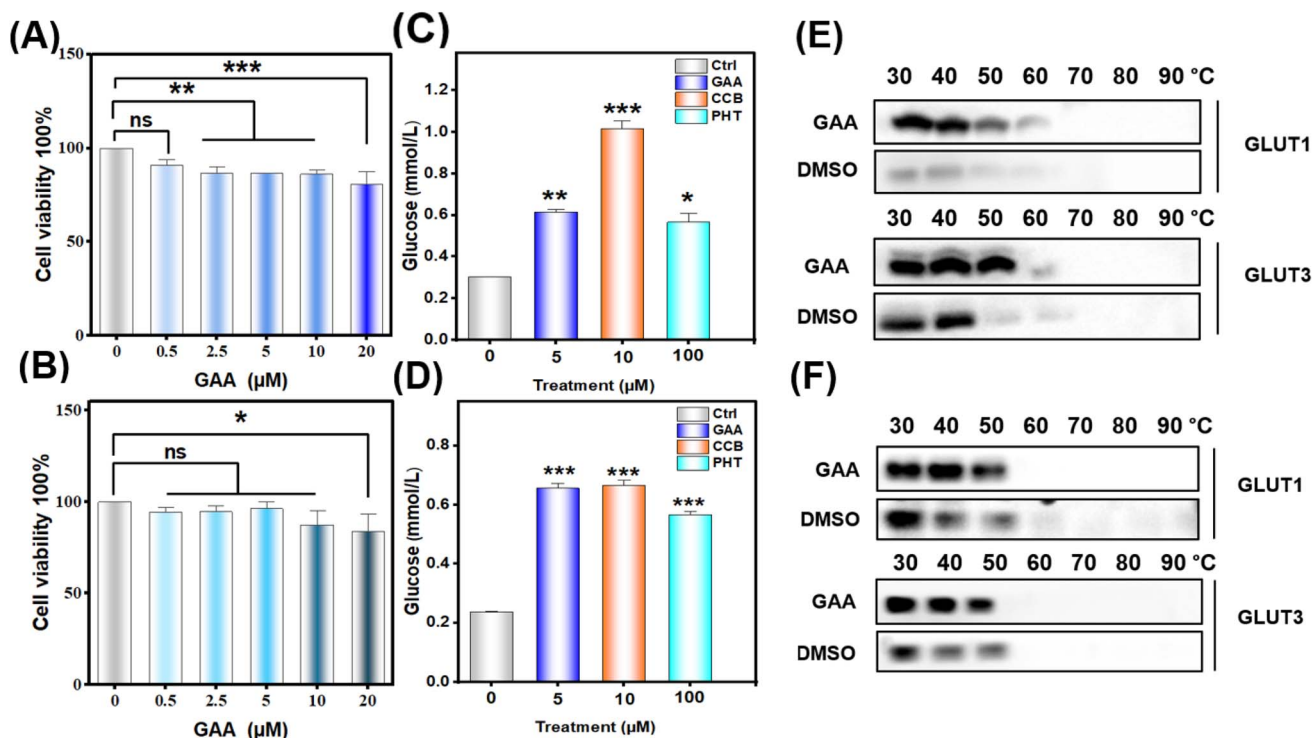 (A)
150
100
50
0
Cell viability 100%
***
**
ns
0 0.5 2.5 5 10 20
GAA (μM)
(B)
150
100
50
0
Cell viability 100%
*
ns
0 0.5 2.5 5 10 20
GAA (μM)
(C)
1.2
1.0
0.8
0.6
0.4
0.2
0.0
Glucose (mmol/L)
Ctrl
GAA
CCB
PHT
**
***
*
0 5 10 100
Treatment (μM)
(D)
0.8
0.6
0.4
0.2
0.0
Glucose (mmol/L)
Ctrl
GAA
CCB
PHT
***
***
***
0 5 10 100
Treatment (μM)
(E)
30 40 50 60 70 80 90 °C
GAA
DMSO
GLUT1
30 40 50 60 70 80 90 °C
GAA
DMSO
GLUT3
(F)
30 40 50 60 70 80 90 °C
GAA
DMSO
GLUT1
30 40 50 60 70 80 90 °C
GAA
DMSO
GLUT3